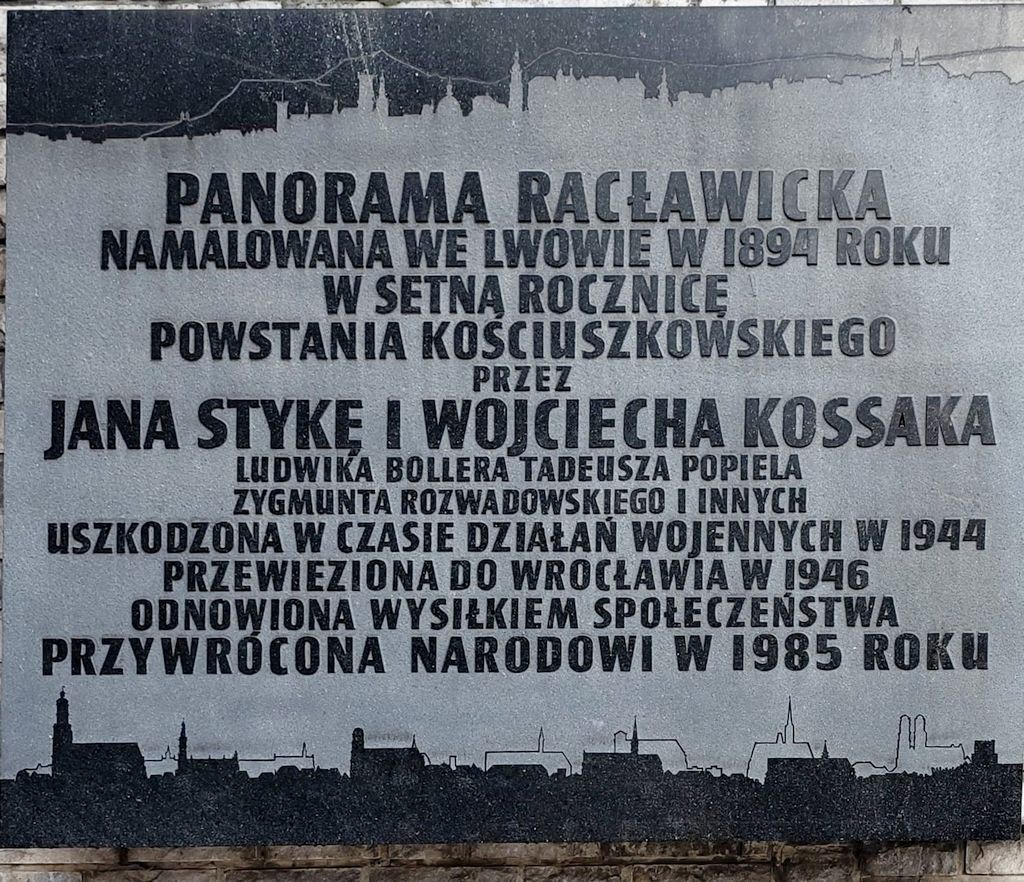 PANORAMA RACŁAWICKA
NAMALOWANA WE LWOWIE W 1894 ROKU
W SETNĄ ROCZNICĘ
POWSTANIA KOŚCIUSZKOWSKIEGO
PRZEZ
JANA STYKĘ I WOJCIECHA KOSSAKA
LUDWIKA BOLLERA TADEUSZA POPIELA
ZYGMUNTA ROZWADOWSKIEGO I INNYCH
USZKODZONA W CZASIE DZIAŁAŃ WOJENNYCH W 1944
PRZEWIEZIONA DO WROCŁAWIA W 1946
ODNOWIONA WYSIŁKIEM SPOŁECZEŃSTWA
PRZYWRÓCONA NARODOWI W 1985 ROKU